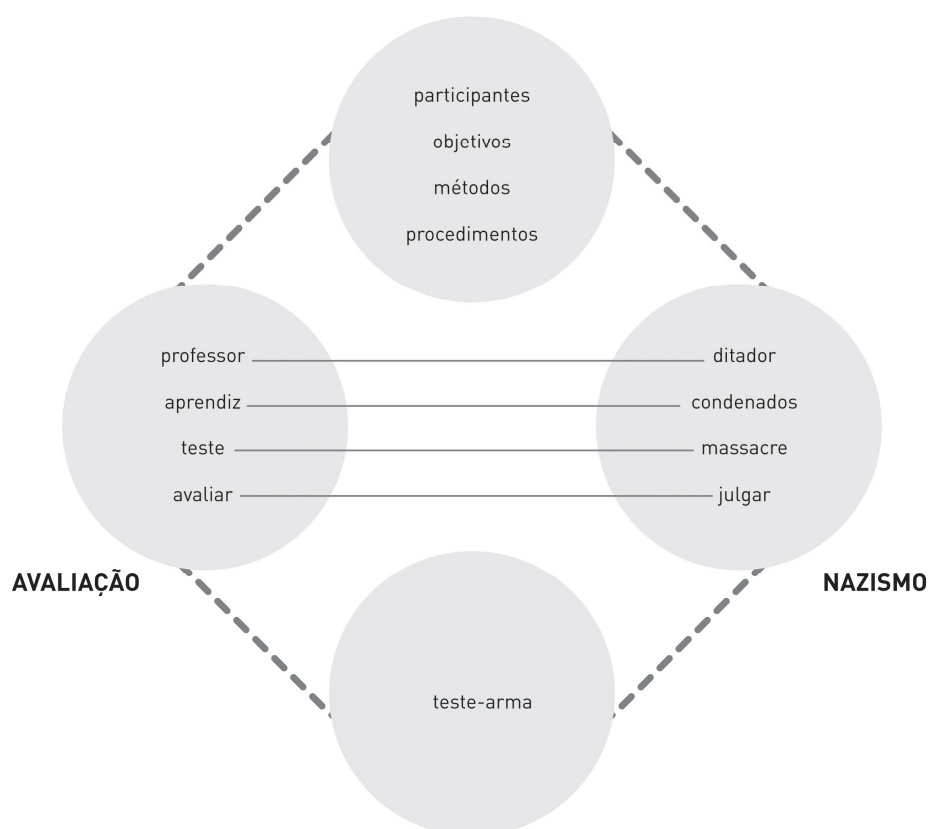 participantes
objetivos
métodos
procedimentos
professor
ditador
aprendiz
condenados
teste
massacre
avaliar
julgar
AVALIAÇÃO
NAZISMO
teste-arma